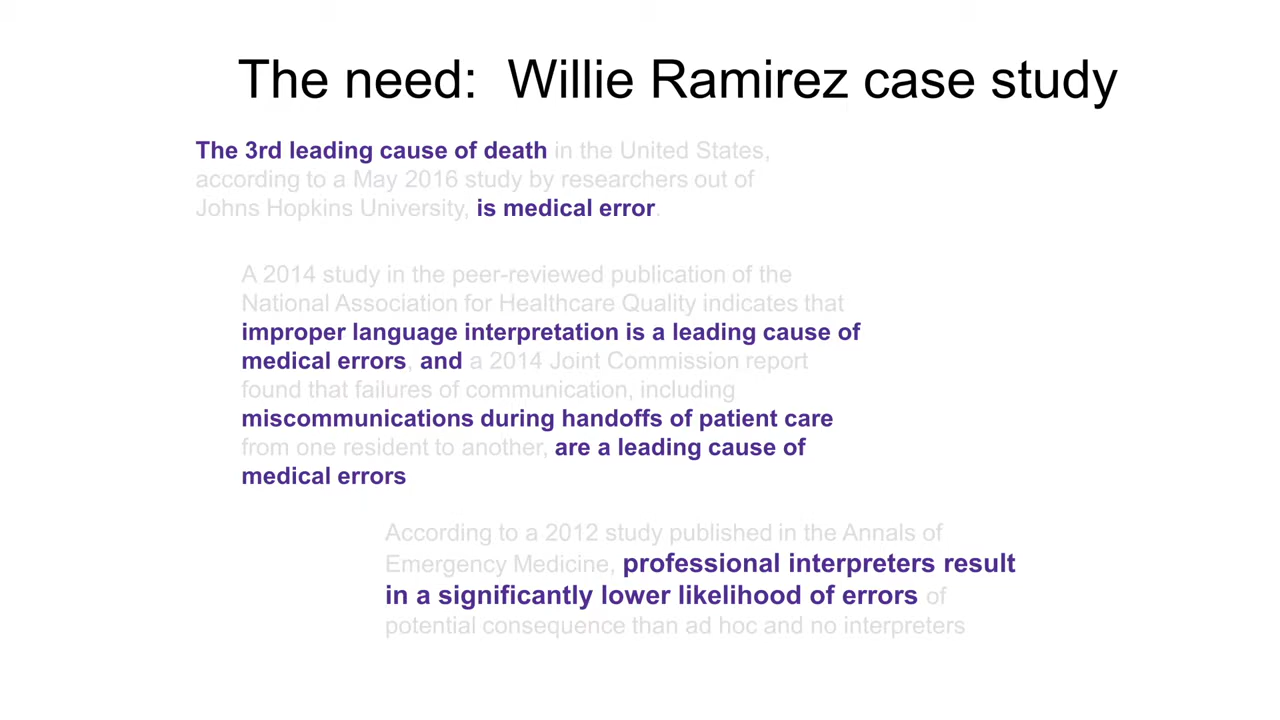 The need:  Willie Ramirez case study
The 3rd leading cause of death in the United States,
according to a May 2016 study by researchers out of
Johns Hopkins University, is medical error.
A 2014 study in the peer-reviewed publication of the
National Association for Healthcare Quality indicates that
improper language interpretation is a leading cause of
medical errors, and a 2014 Joint Commission report
found that failures of communication, including
miscommunications during handoffs of patient care
from one resident to another, are a leading cause of
medical errors
According to a 2012 study published in the Annals of
Emergency Medicine, professional interpreters result
in a significantly lower likelihood of errors of
potential consequence than ad hoc and no interpreters